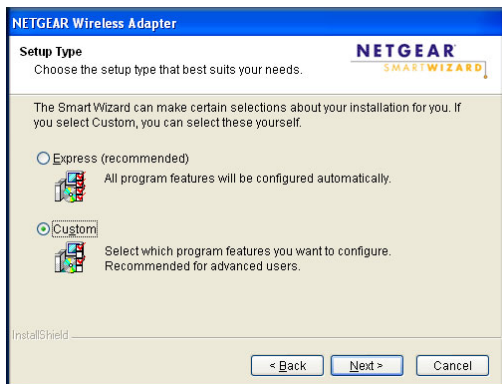 NETGEAR Wireless Adapter
Setup Type
Choose the setup type that best suits your needs.
NETGEAR
SMARTWIZARD
The Smart Wizard can make certain selections about your installation for you. If
you select Custom, you can select these yourself.
Express (recommended)
All program features will be configured automatically.
Custom
Select which program features you want to configure.
Recommended for advanced users.
InstallShield
< Back
Next >
Cancel